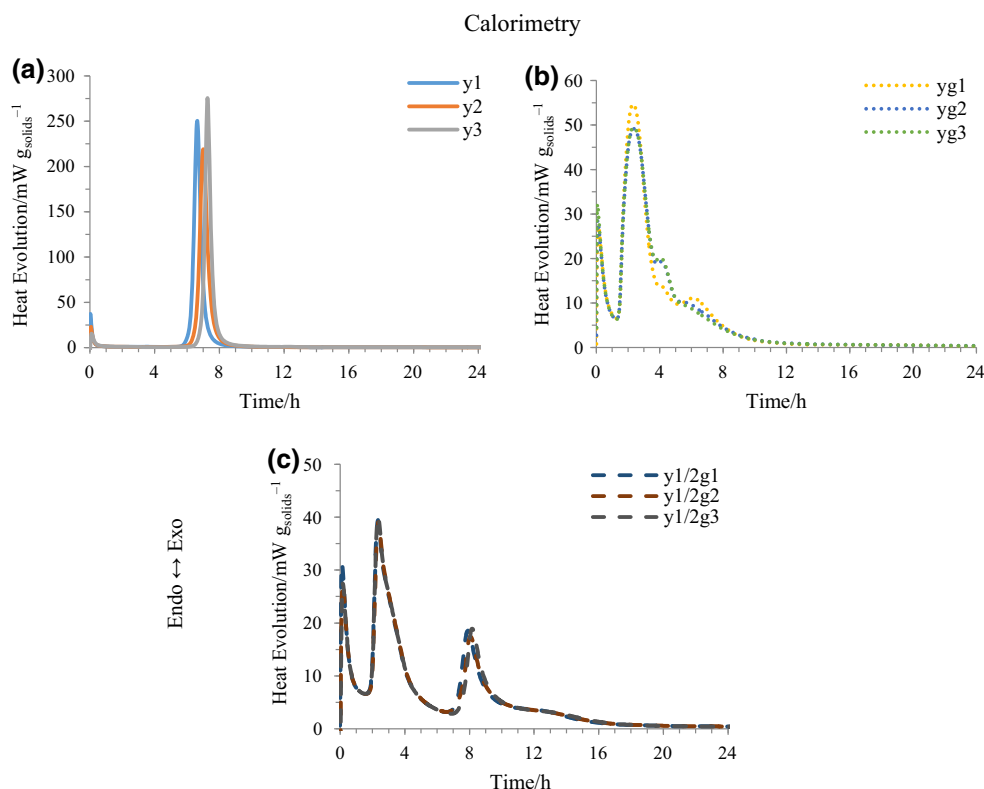 Calorimetry
(a)
Heat Evolution/mW g_solids⁻¹
300
250
200
150
100
50
0
0 4 8 12 16 20 24
Time/h
y1
y2
y3
(b)
Heat Evolution/mW g_solids⁻¹
60
50
40
30
20
10
0
0 4 8 12 16 20 24
Time/h
yg1
yg2
yg3
Endo ↔ Exo
(c)
Heat Evolution/mW g_solids⁻¹
50
40
30
20
10
0
0 4 8 12 16 20 24
Time/h
y1/2g1
y1/2g2
y1/2g3